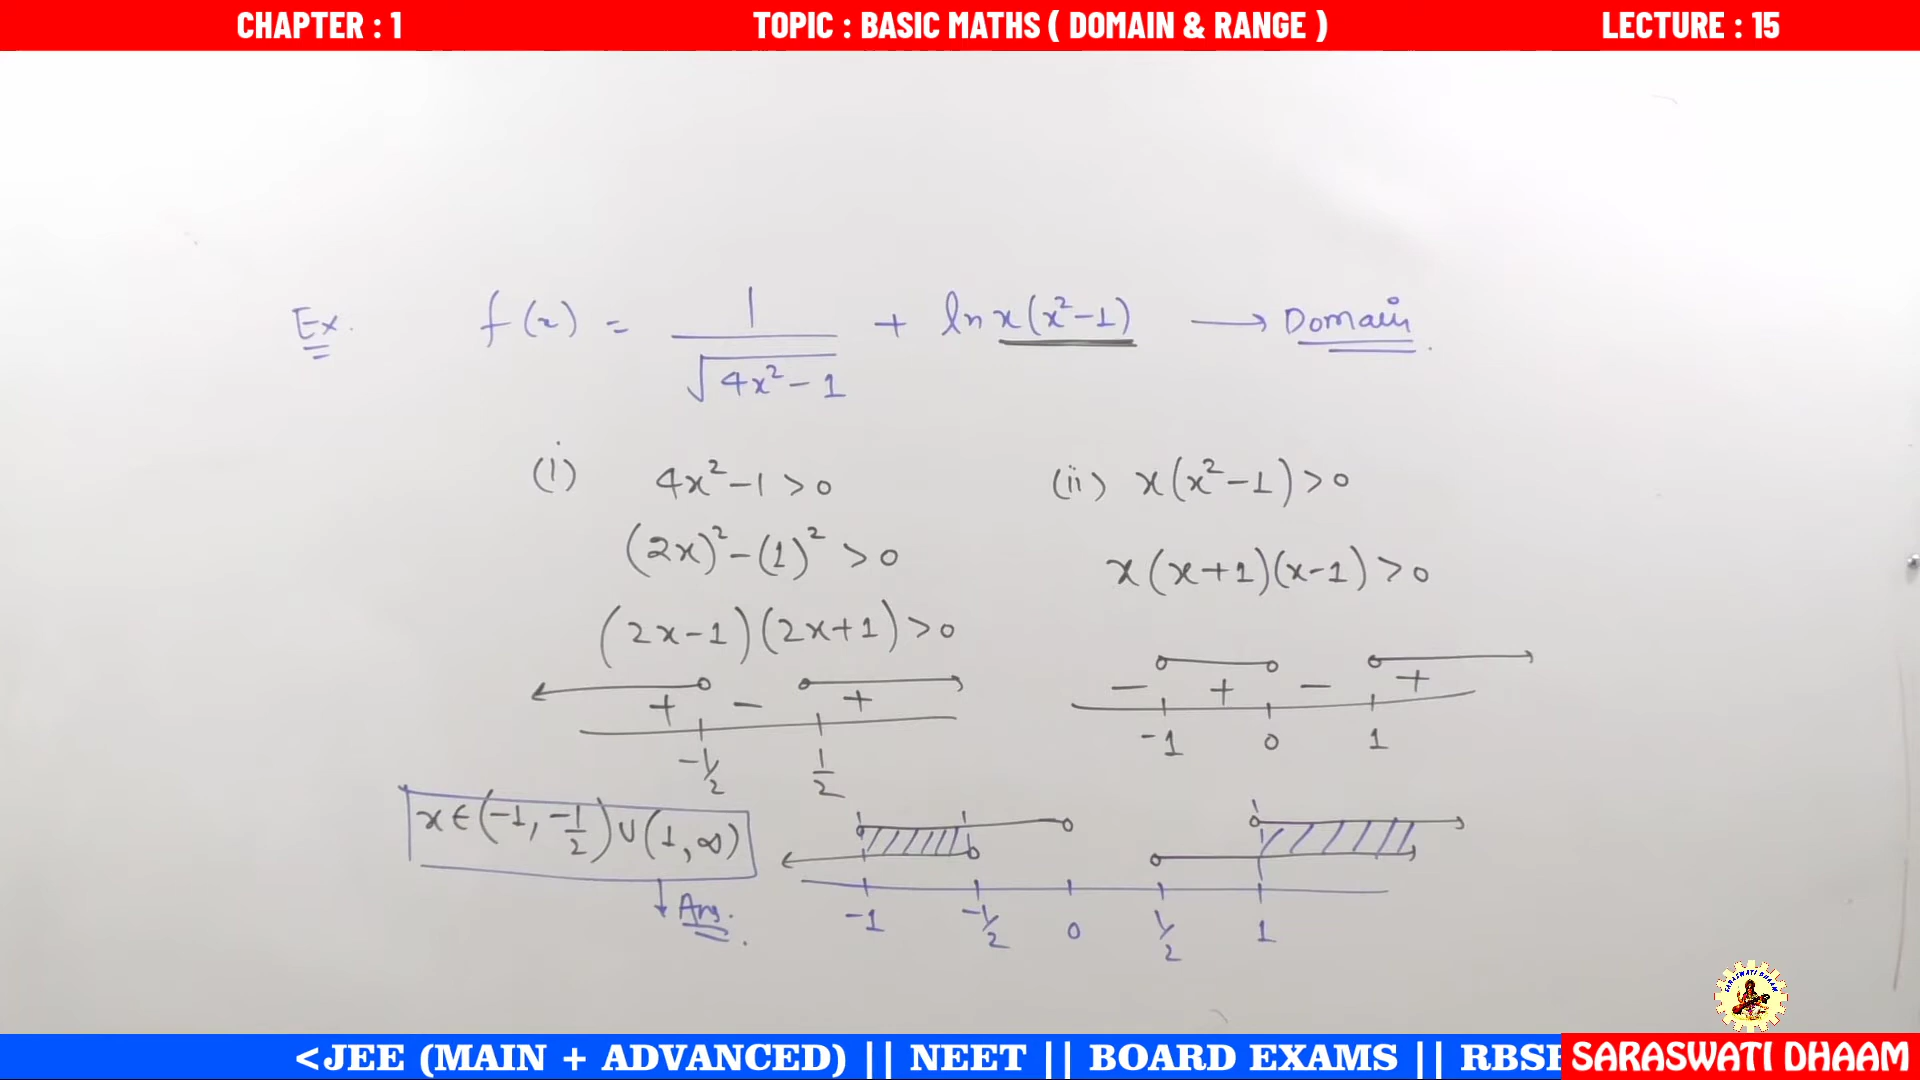 CHAPTER : 1 TOPIC : BASIC MATHS ( DOMAIN & RANGE ) LECTURE : 15
Ex. f(x) = 1/√(4x² - 1) + ln x(x² - 1) → Domain.
(i) 4x² - 1 > 0 (ii) x(x² - 1) > 0
(2x)² - (1)² > 0 x(x+1)(x-1) > 0
(2x-1)(2x+1) > 0
+ - + - + - +
-1/2 1/2 -1 0 1
x ∈ (-1, -1/2) ∪ (1, ∞)
Ans.
-1 -1/2 0 1/2 1
SARASWATI DHAAM
<JEE (MAIN + ADVANCED) || NEET || BOARD EXAMS || RBSE
SARASWATI DHAAM